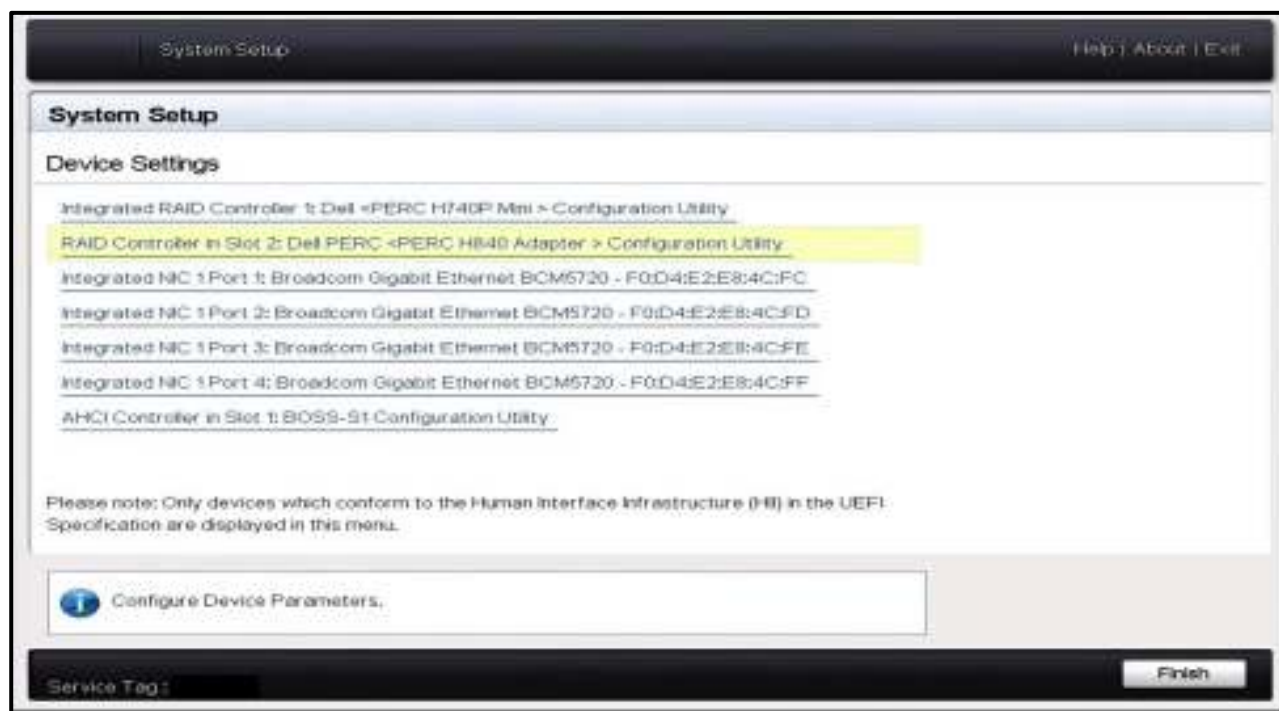 System Setup
Help | About | Exit
System Setup
Device Settings
Integrated RAID Controller 1: Dell <PERC H740P Mini > Configuration Utility
RAID Controller in Slot 2: Dell PERC <PERC H840 Adapter > Configuration Utility
Integrated NIC 1 Port 1: Broadcom Gigabit Ethernet BCM5720 - F0:D4:E2:E8:4C:FC
Integrated NIC 1 Port 2: Broadcom Gigabit Ethernet BCM5720 - F0:D4:E2:E8:4C:FD
Integrated NIC 1 Port 3: Broadcom Gigabit Ethernet BCM5720 - F0:D4:E2:E8:4C:FE
Integrated NIC 1 Port 4: Broadcom Gigabit Ethernet BCM5720 - F0:D4:E2:E8:4C:FF
AHCI Controller in Slot 1: BOSS-S1 Configuration Utility
Please note: Only devices which conform to the Human Interface Infrastructure (HII) in the UEFI
Specification are displayed in this menu.
Configure Device Parameters.
Service Tag :
Finish